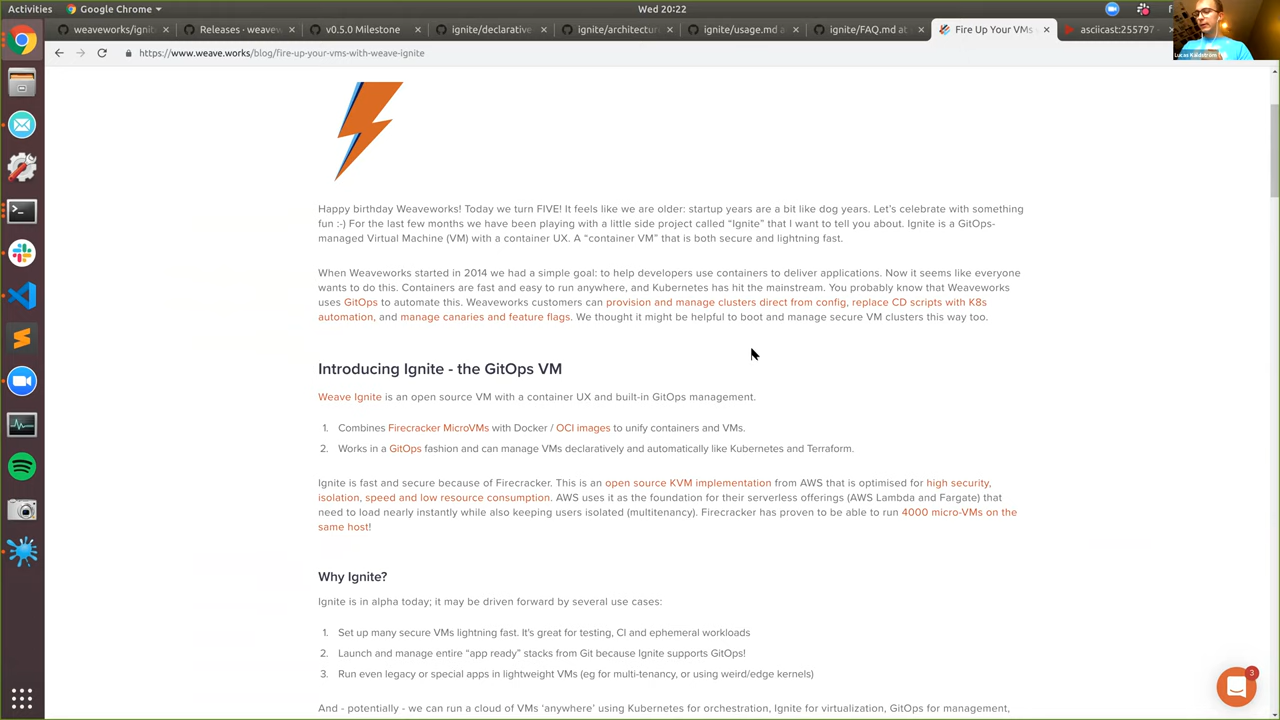 Activities
Google Chrome
Wed 20:22
weaveworks/ignit
Releases · weavew
v0.5.0 Milestone
ignite/declarative
ignite/architectur
ignite/usage.md a
ignite/FAQ.md at
Fire Up Your VMs
asciicast:255797
https://www.weave.works/blog/fire-up-your-vms-with-weave-ignite
Happy birthday Weaveworks! Today we turn FIVE! It feels like we are older: startup years are a bit like dog years. Let's celebrate with something
fun :-) For the last few months we have been playing with a little side project called “Ignite” that I want to tell you about. Ignite is a GitOps-
managed Virtual Machine (VM) with a container UX. A “container VM” that is both secure and lightning fast.
When Weaveworks started in 2014 we had a simple goal: to help developers use containers to deliver applications. Now it seems like everyone
wants to do this. Containers are fast and easy to run anywhere, and Kubernetes has hit the mainstream. You probably know that Weaveworks
uses GitOps to automate this. Weaveworks customers can provision and manage clusters direct from config, replace CD scripts with K8s
automation, and manage canaries and feature flags. We thought it might be helpful to boot and manage secure VM clusters this way too.
Introducing Ignite - the GitOps VM
Weave Ignite is an open source VM with a container UX and built-in GitOps management.
1. Combines Firecracker MicroVMs with Docker / OCI images to unify containers and VMs.
2. Works in a GitOps fashion and can manage VMs declaratively and automatically like Kubernetes and Terraform.
Ignite is fast and secure because of Firecracker. This is an open source KVM implementation from AWS that is optimised for high security,
isolation, speed and low resource consumption. AWS uses it as the foundation for their serverless offerings (AWS Lambda and Fargate) that
need to load nearly instantly while also keeping users isolated (multitenancy). Firecracker has proven to be able to run 4000 micro-VMs on the
same host!
Why Ignite?
Ignite is in alpha today; it may be driven forward by several use cases:
1. Set up many secure VMs lightning fast. It's great for testing, CI and ephemeral workloads
2. Launch and manage entire “app ready” stacks from Git because Ignite supports GitOps!
3. Run even legacy or special apps in lightweight VMs (eg for multi-tenancy, or using weird/edge kernels)
And - potentially - we can run a cloud of VMs ‘anywhere’ using Kubernetes for orchestration, Ignite for virtualization, GitOps for management,
3